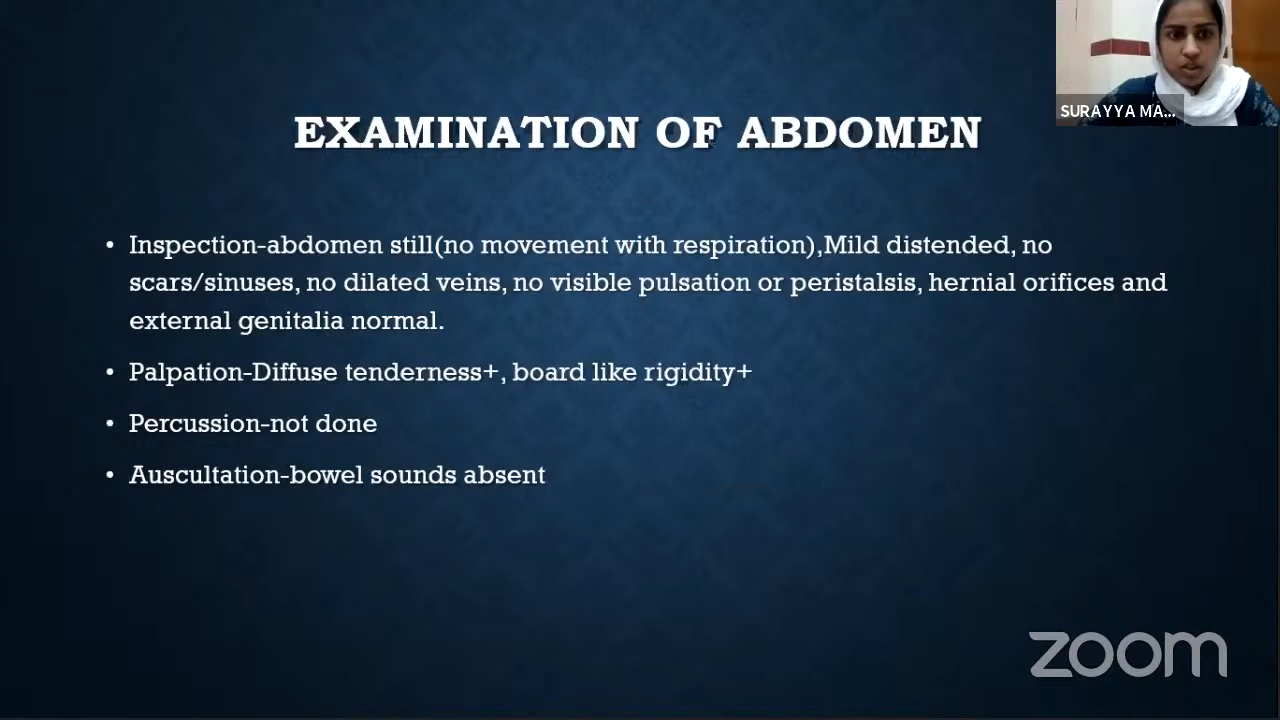 SURAYYA MA...
EXAMINATION OF ABDOMEN
• Inspection-abdomen still(no movement with respiration),Mild distended, no
scars/sinuses, no dilated veins, no visible pulsation or peristalsis, hernial orifices and
external genitalia normal.
• Palpation-Diffuse tenderness+, board like rigidity+
• Percussion-not done
• Auscultation-bowel sounds absent
zoom